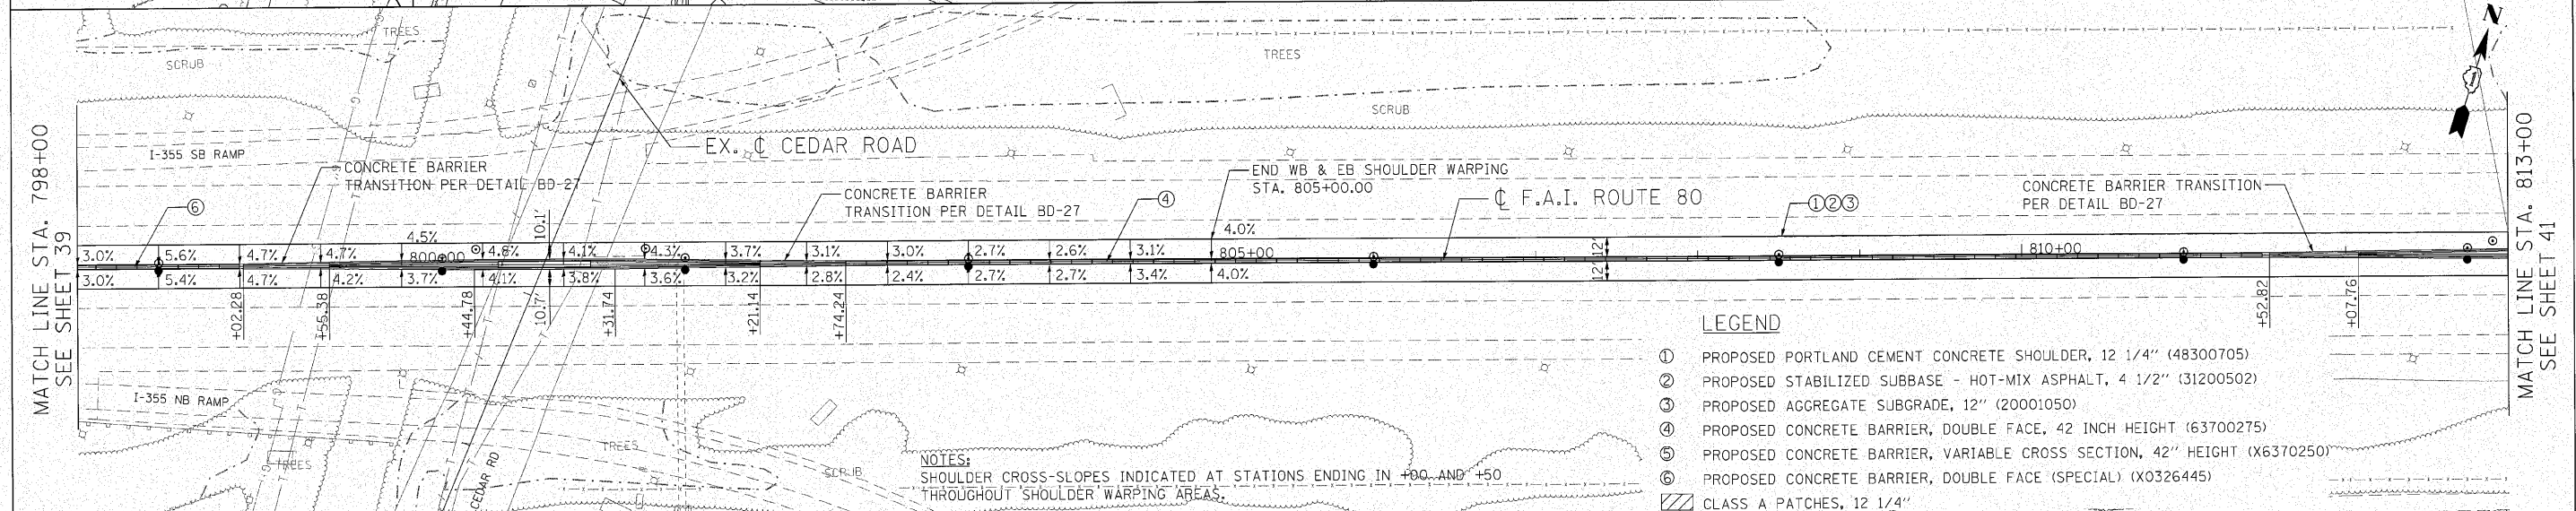 TREES
SCRUB
TREES
SCRUB
N
MATCH LINE STA. 798+00
SEE SHEET 39
MATCH LINE STA. 813+00
SEE SHEET 41
EX. ℄ CEDAR ROAD
I-355 SB RAMP
CONCRETE BARRIER
TRANSITION PER DETAIL BD-27
CONCRETE BARRIER
TRANSITION PER DETAIL BD-27
END WB & EB SHOULDER WARPING
STA. 805+00.00
℄ F.A.I. ROUTE 80
CONCRETE BARRIER TRANSITION
PER DETAIL BD-27
⑥
④
①②③
10.1'
4.5%
4.0%
3.0% 5.6% 4.7% 4.7% 800+00 4.6% 4.1% 4.3% 3.7% 3.1% 3.0% 2.7% 2.6% 3.1% 805+00 12' 810+00
3.0% 5.4% 4.7% 4.2% 3.7% 4.1% 3.8% 3.6% 3.2% 2.8% 2.4% 2.7% 2.7% 3.4% 4.0% 12'
+02.28
+55.38
+44.78
10.7'
+31.74
+21.14
+74.24
+52.82
+07.76
I-355 NB RAMP
TREES
TREES
CEDAR RD
SCRUB
NOTES:
SHOULDER CROSS-SLOPES INDICATED AT STATIONS ENDING IN +00 AND +50
THROUGHOUT SHOULDER WARPING AREAS.
LEGEND
① PROPOSED PORTLAND CEMENT CONCRETE SHOULDER, 12 1/4" (48300705)
② PROPOSED STABILIZED SUBBASE - HOT-MIX ASPHALT, 4 1/2" (31200502)
③ PROPOSED AGGREGATE SUBGRADE, 12" (20001050)
④ PROPOSED CONCRETE BARRIER, DOUBLE FACE, 42 INCH HEIGHT (63700275)
⑤ PROPOSED CONCRETE BARRIER, VARIABLE CROSS SECTION, 42" HEIGHT (X6370250)
⑥ PROPOSED CONCRETE BARRIER, DOUBLE FACE (SPECIAL) (X0326445)
CLASS A PATCHES, 12 1/4"